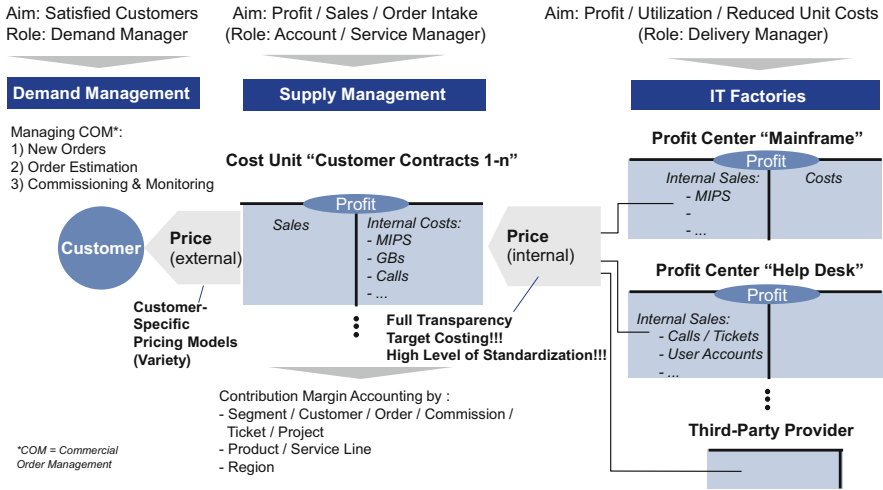 Aim: Satisfied Customers
Role: Demand Manager
Demand Management
Managing COM*:
1) New Orders
2) Order Estimation
3) Commissioning & Monitoring
Customer
Price
(external)
Customer-
Specific
Pricing Models
(Variety)
*COM = Commercial
Order Management
Aim: Profit / Sales / Order Intake
(Role: Account / Service Manager)
Supply Management
Cost Unit “Customer Contracts 1-n”
Profit
Sales
Internal Costs:
- MIPS
- GBs
- Calls
- ...
Price
(internal)
Full Transparency
Target Costing!!!
High Level of Standardization!!!
Contribution Margin Accounting by :
- Segment / Customer / Order / Commission /
Ticket / Project
- Product / Service Line
- Region
Aim: Profit / Utilization / Reduced Unit Costs
(Role: Delivery Manager)
IT Factories
Profit Center “Mainframe”
Profit
Internal Sales:
- MIPS
-
- ...
Costs
Profit Center “Help Desk”
Profit
Internal Sales:
- Calls / Tickets
- User Accounts
- ...
Third-Party Provider